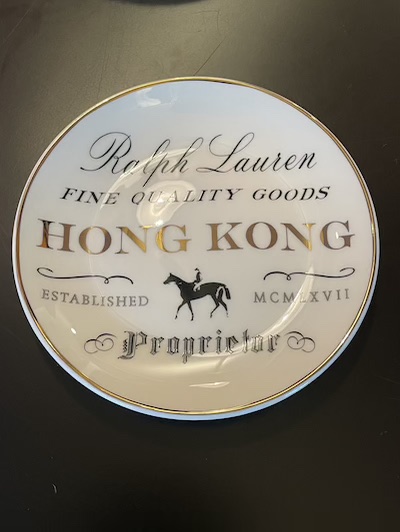 Ralph Lauren
FINE QUALITY GOODS
HONG KONG
ESTABLISHED MCMLXVII
Proprietor